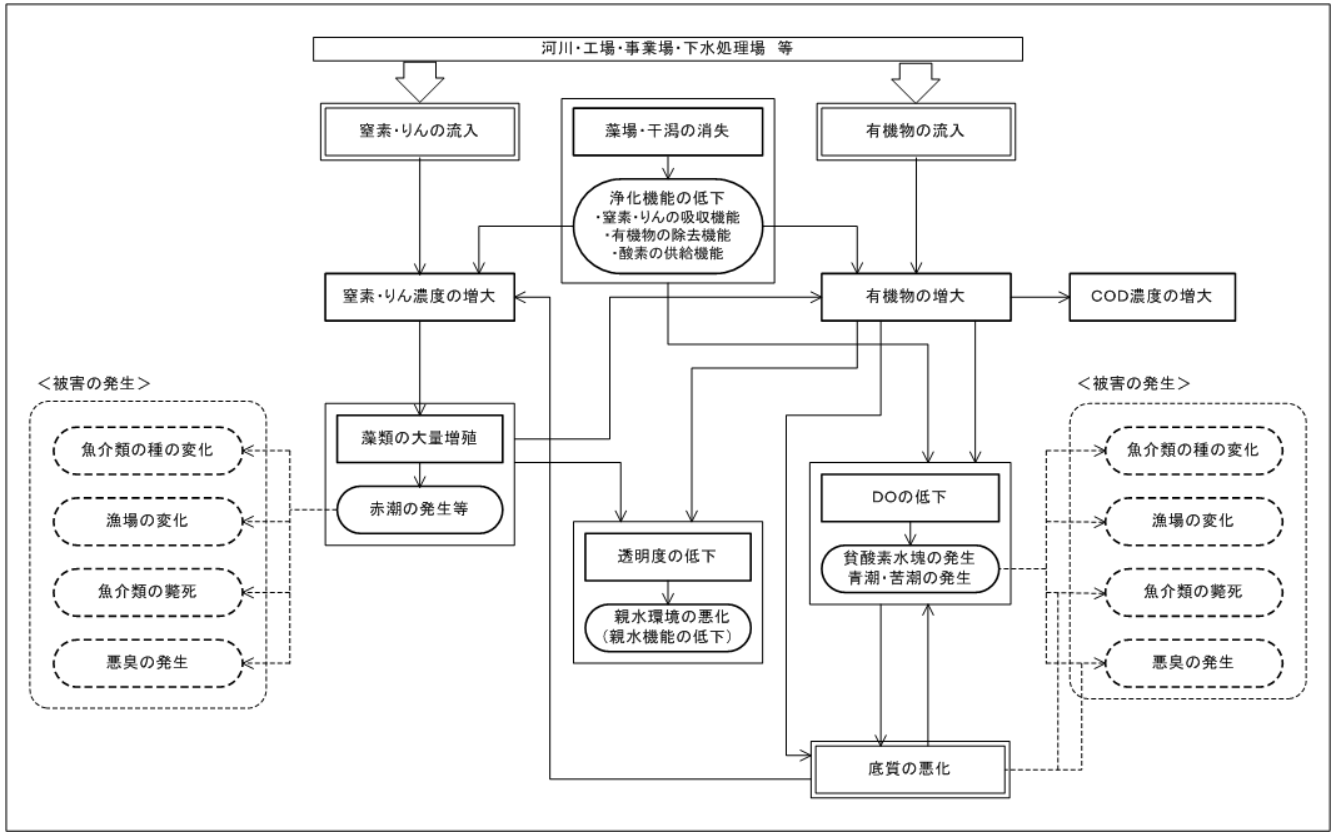 河川・工場・事業場・下水処理場 等
窒素・りんの流入
藻場・干潟の消失
有機物の流入
浄化機能の低下
・窒素・りんの吸収機能
・有機物の除去機能
・酸素の供給機能
窒素・りん濃度の増大
有機物の増大
COD濃度の増大
＜被害の発生＞
魚介類の種の変化
漁場の変化
魚介類の斃死
悪臭の発生
藻類の大量増殖
赤潮の発生等
透明度の低下
親水環境の悪化
(親水機能の低下)
DOの低下
貧酸素水塊の発生
青潮・苦潮の発生
＜被害の発生＞
魚介類の種の変化
漁場の変化
魚介類の斃死
悪臭の発生
底質の悪化